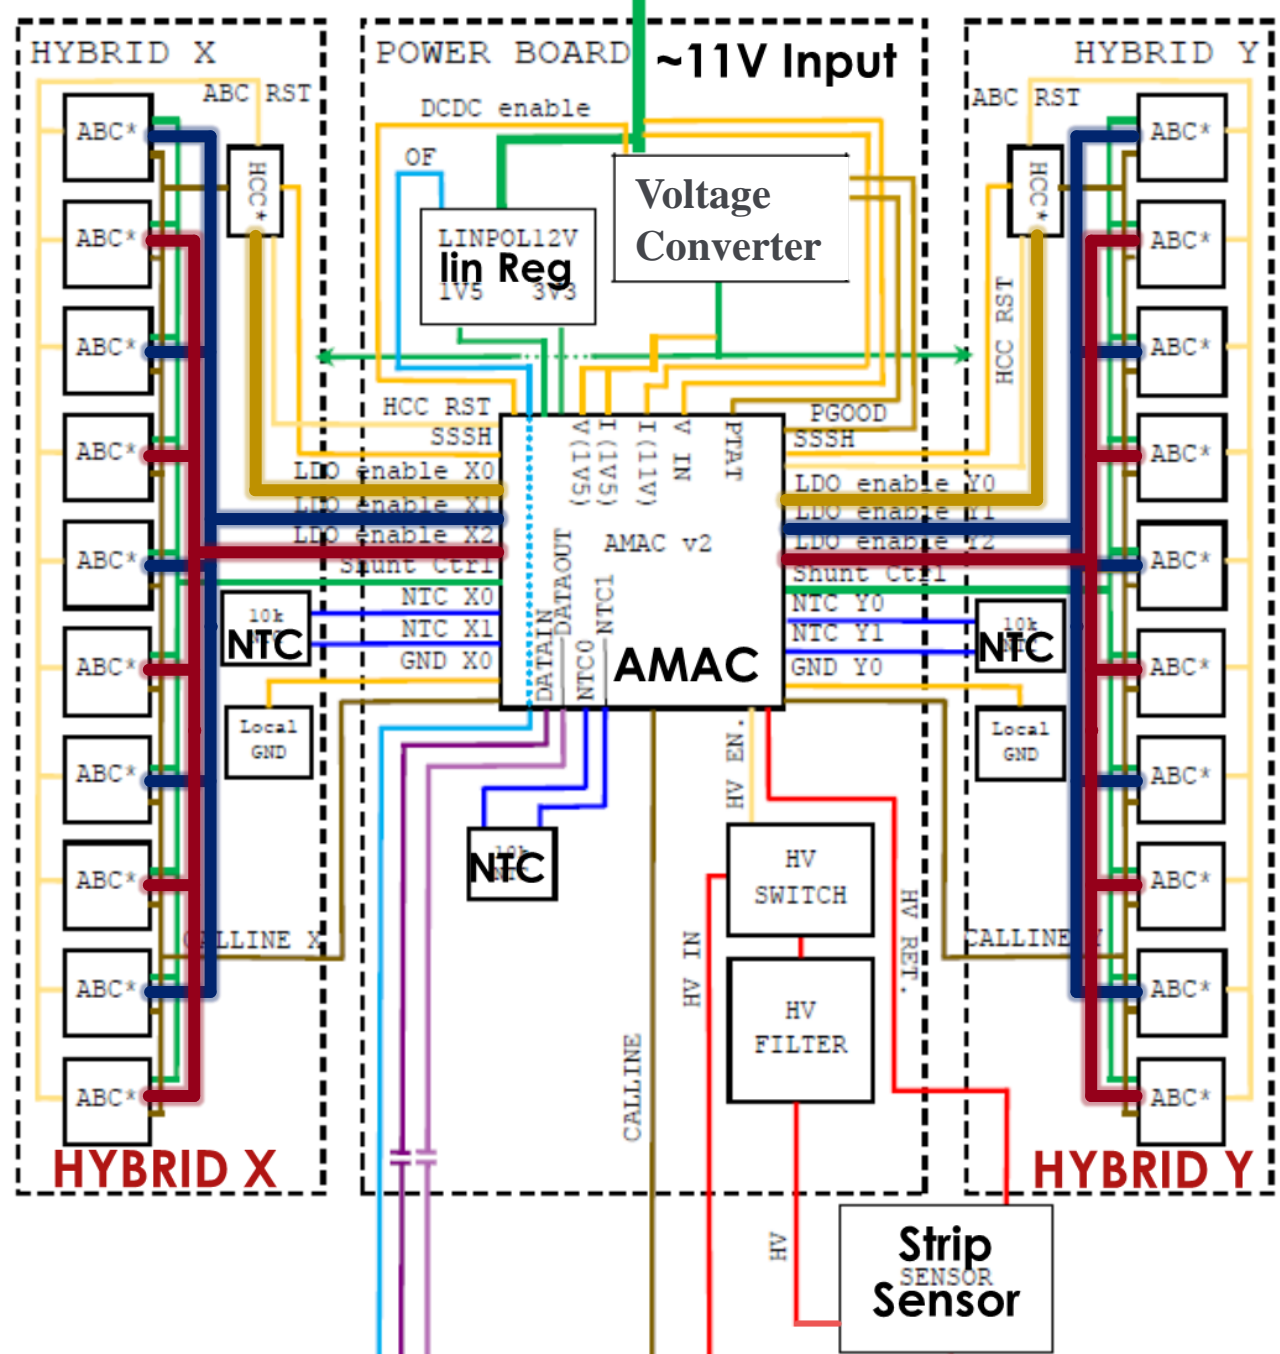 HYBRID X
POWER BOARD
~11V Input
HYBRID Y
ABC RST
DCDC enable
ABC RST
OF
HCC*
Voltage
Converter
HCC*
LINPOL12V
lin Reg
1V5 3V3
ABC*
ABC*
ABC*
ABC*
ABC*
ABC*
ABC*
ABC*
ABC*
ABC*
HCC RST
SSSH
LDO enable X0
LDO enable X1
LDO enable X2
Shunt Ctrl
NTC X0
NTC X1
GND X0
10k
NTC
Local
GND
CALLINE X
V(1V5)
I(1V5)
I(11V)
V IN
PTAT
AMAC v2
DATAIN
DATAOUT
NTC0
NTC1
AMAC
PGOOD
SSSH
LDO enable Y0
LDO enable Y1
LDO enable Y2
Shunt Ctrl
NTC Y0
NTC Y1
GND Y0
HCC RST
10k
NTC
Local
GND
CALLINE Y
ABC*
ABC*
ABC*
ABC*
ABC*
ABC*
ABC*
ABC*
ABC*
ABC*
10k
NTC
HV EN.
HV
SWITCH
HV IN
HV RET.
HV
FILTER
CALLINE
HYBRID X
HYBRID Y
HV
Strip
SENSOR
Sensor